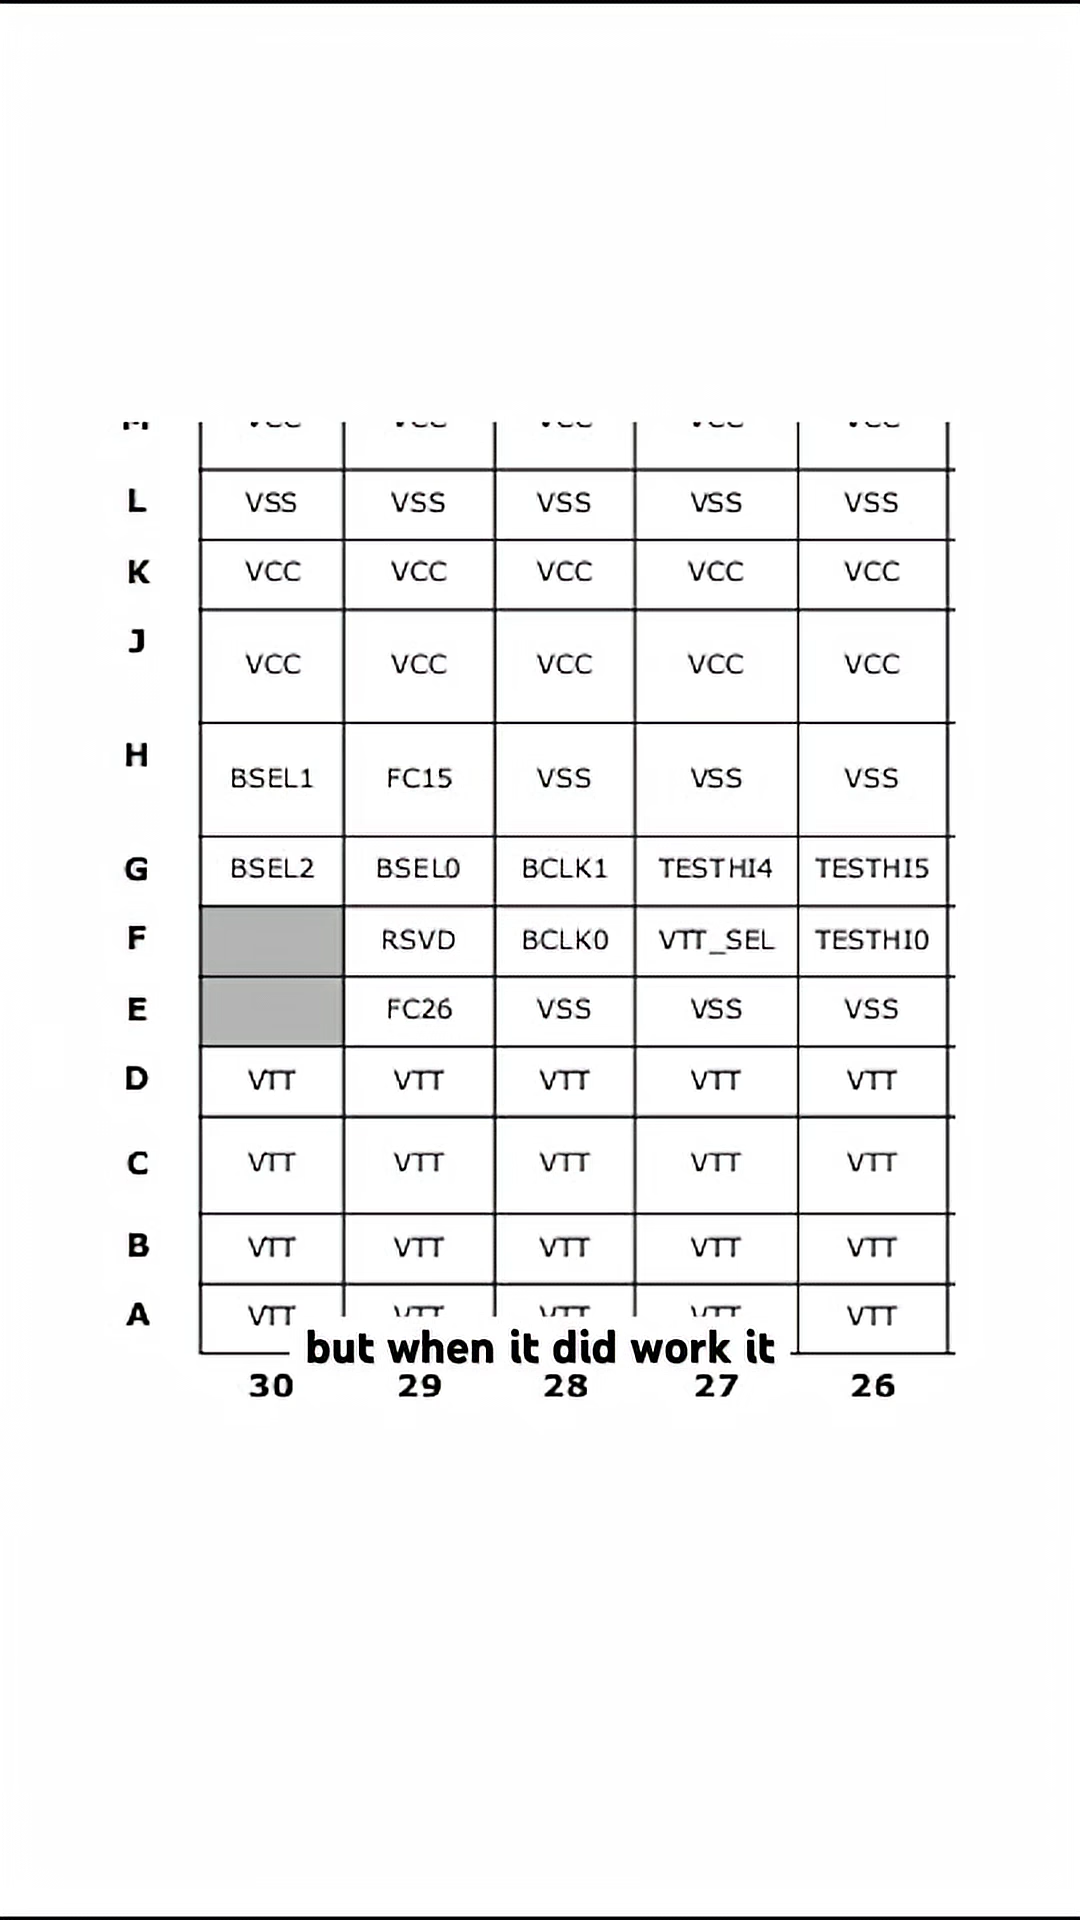 L VSS VSS VSS VSS VSS
K VCC VCC VCC VCC VCC
J VCC VCC VCC VCC VCC
H BSEL1 FC15 VSS VSS VSS
G BSEL2 BSEL0 BCLK1 TESTHI4 TESTHI5
F RSVD BCLK0 VTT_SEL TESTHI0
E FC26 VSS VSS VSS
D VTT VTT VTT VTT VTT
C VTT VTT VTT VTT VTT
B VTT VTT VTT VTT VTT
A VTT VTT VTT VTT VTT
but when it did work it
30 29 28 27 26